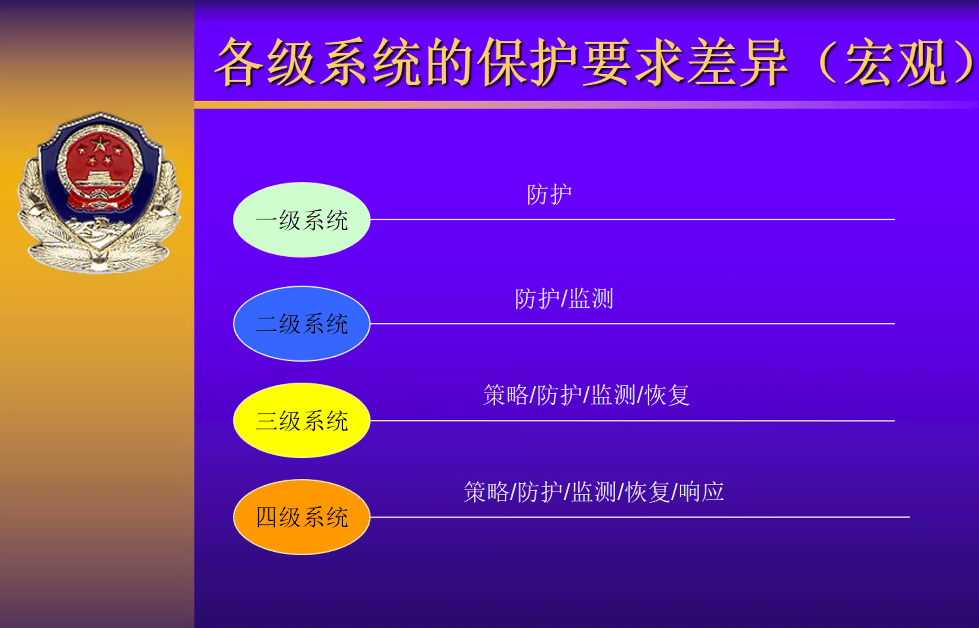 各级系统的保护要求差异（宏观）
防护
一级系统
防护/监测
二级系统
策略/防护/监测/恢复
三级系统
策略/防护/监测/恢复/响应
四级系统